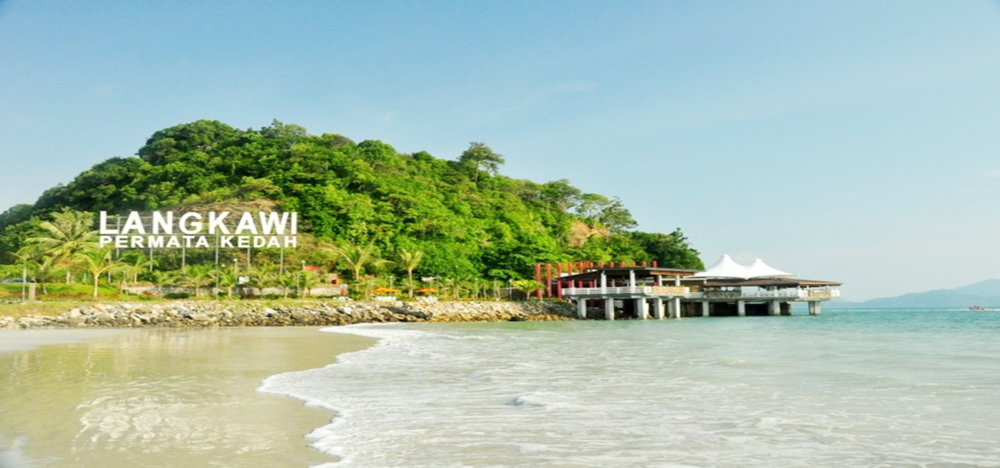 LANGKAWI
PERMATA KEDAH